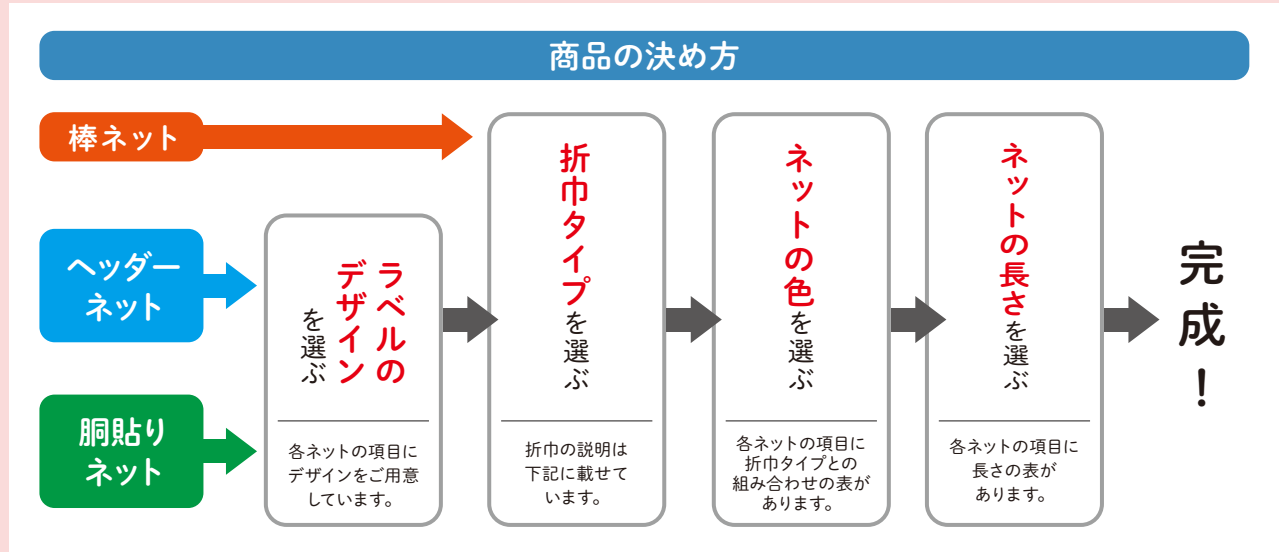 商品の決め方
棒ネット
ヘッダー
ネット
胴貼り
ネット
ラベルの
デザイン
を選ぶ
各ネットの項目に
デザインをご用意
しています。
折巾タイプを選ぶ
折巾の説明は
下記に載せて
います。
ネットの色を選ぶ
各ネットの項目に
折巾タイプとの
組み合わせの表が
あります。
ネットの長さを選ぶ
各ネットの項目に
長さの表が
あります。
完成！